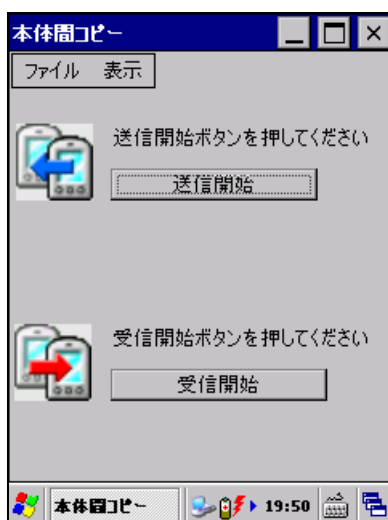 本体間コピー
ファイル 表示
送信開始ボタンを押してください
送信開始
受信開始ボタンを押してください
受信開始
本体間コピー 19:50